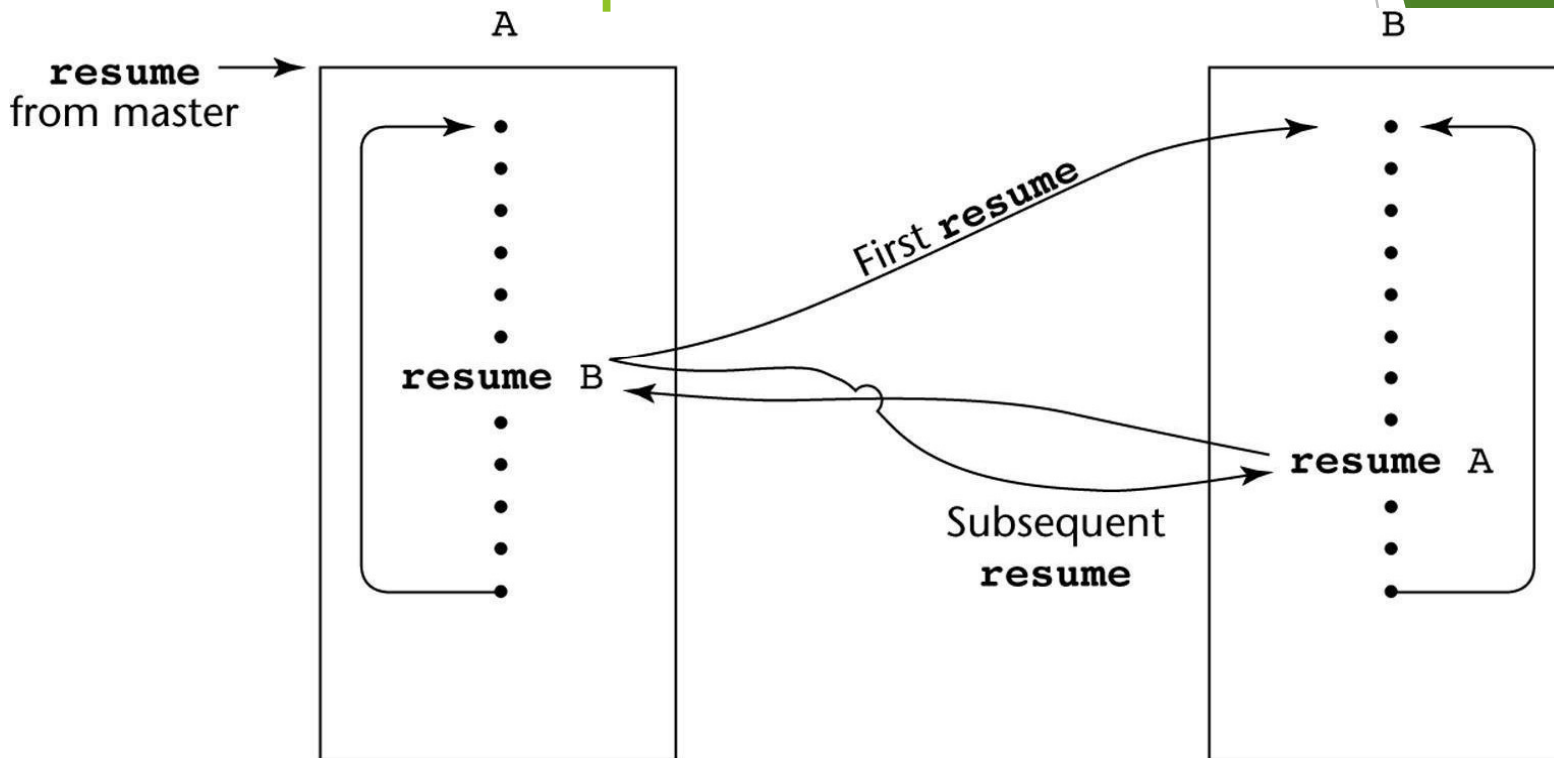 A
B
resume
from master
First resume
resume B
resume A
Subsequent
resume